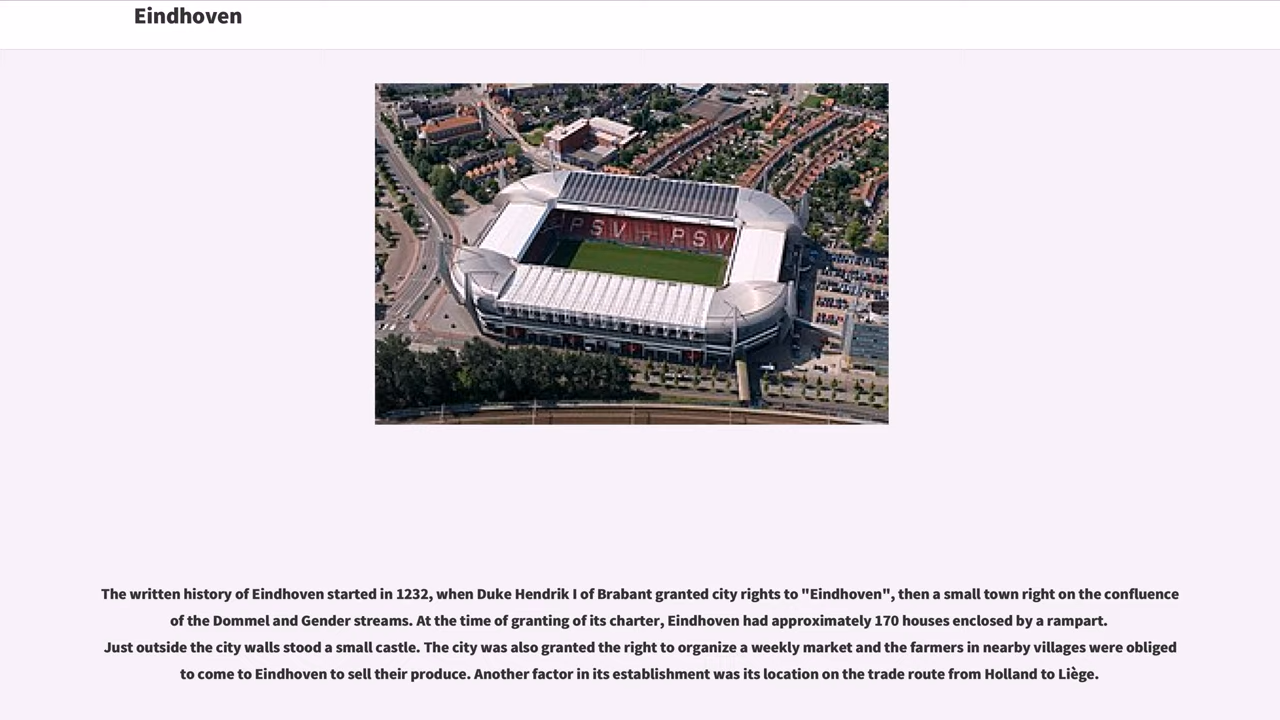 Eindhoven
PSV PSV
The written history of Eindhoven started in 1232, when Duke Hendrik I of Brabant granted city rights to "Eindhoven", then a small town right on the confluence
of the Dommel and Gender streams. At the time of granting of its charter, Eindhoven had approximately 170 houses enclosed by a rampart.
Just outside the city walls stood a small castle. The city was also granted the right to organize a weekly market and the farmers in nearby villages were obliged
to come to Eindhoven to sell their produce. Another factor in its establishment was its location on the trade route from Holland to Liège.